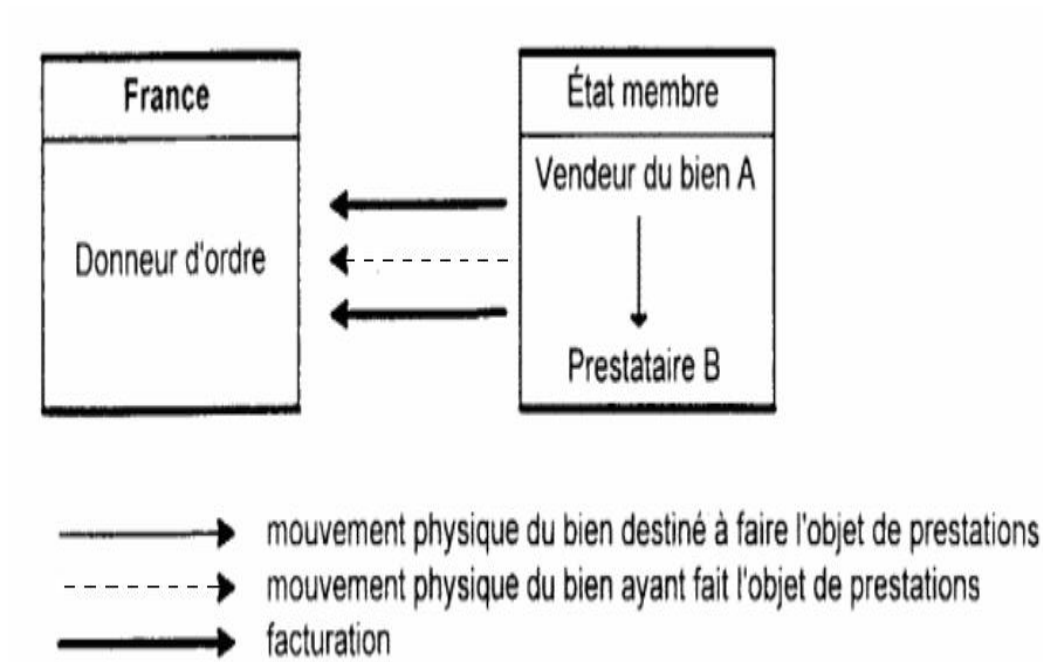 France
Donneur d'ordre
État membre
Vendeur du bien A
Prestataire B
mouvement physique du bien destiné à faire l'objet de prestations
mouvement physique du bien ayant fait l'objet de prestations
facturation